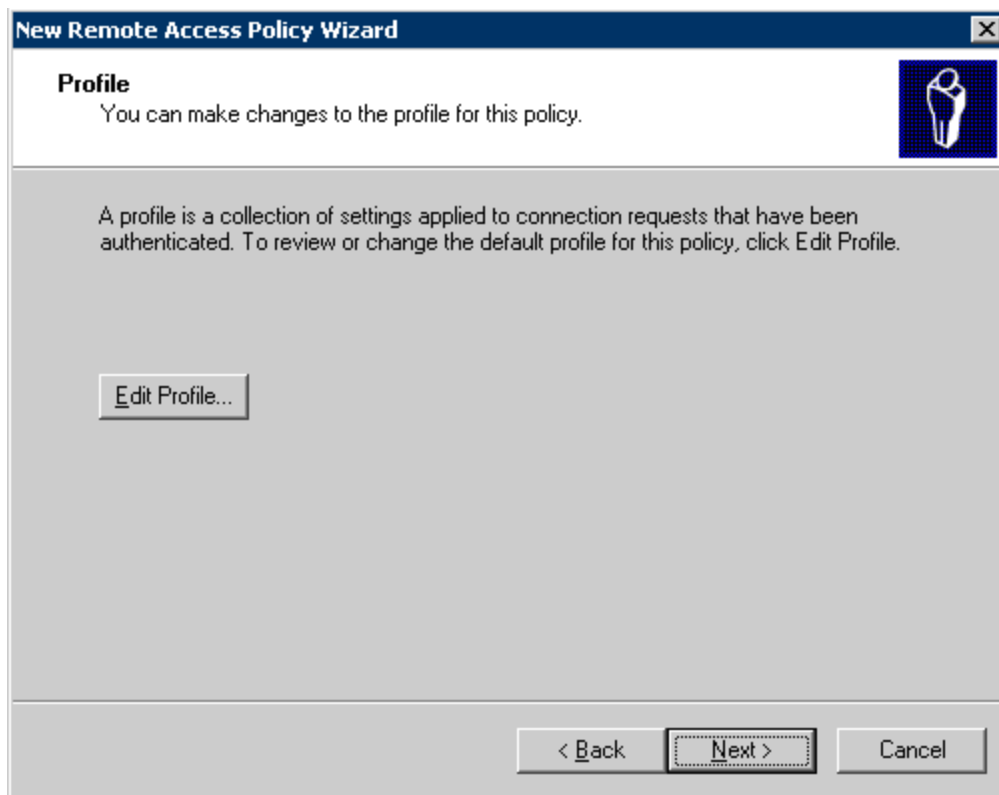 New Remote Access Policy Wizard
Profile
You can make changes to the profile for this policy.
A profile is a collection of settings applied to connection requests that have been
authenticated. To review or change the default profile for this policy, click Edit Profile.
Edit Profile...
< Back Next > Cancel